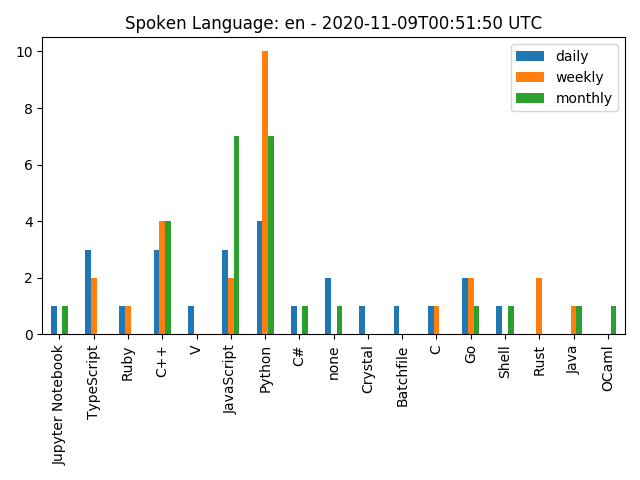 Spoken Language: en - 2020-11-09T00:51:50 UTC
daily
weekly
monthly
10
8
6
4
2
0
Jupyter Notebook
TypeScript
Ruby
C++
V
JavaScript
Python
C#
none
Crystal
Batchfile
C
Go
Shell
Rust
Java
OCaml